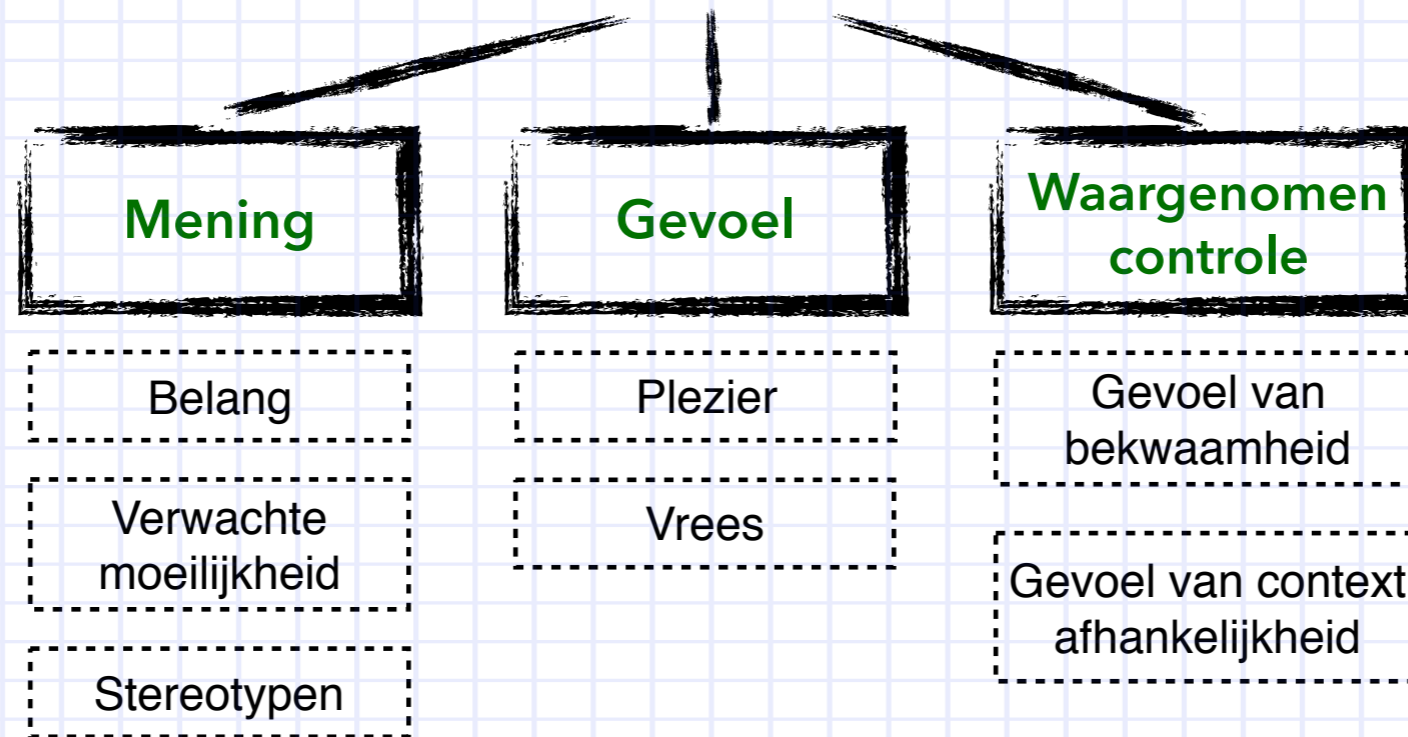 Mening
Belang
Verwachte
moeilijkheid
Stereotypen
Gevoel
Plezier
Vrees
Waargenomen
controle
Gevoel van
bekwaamheid
Gevoel van context
afhankelijkheid